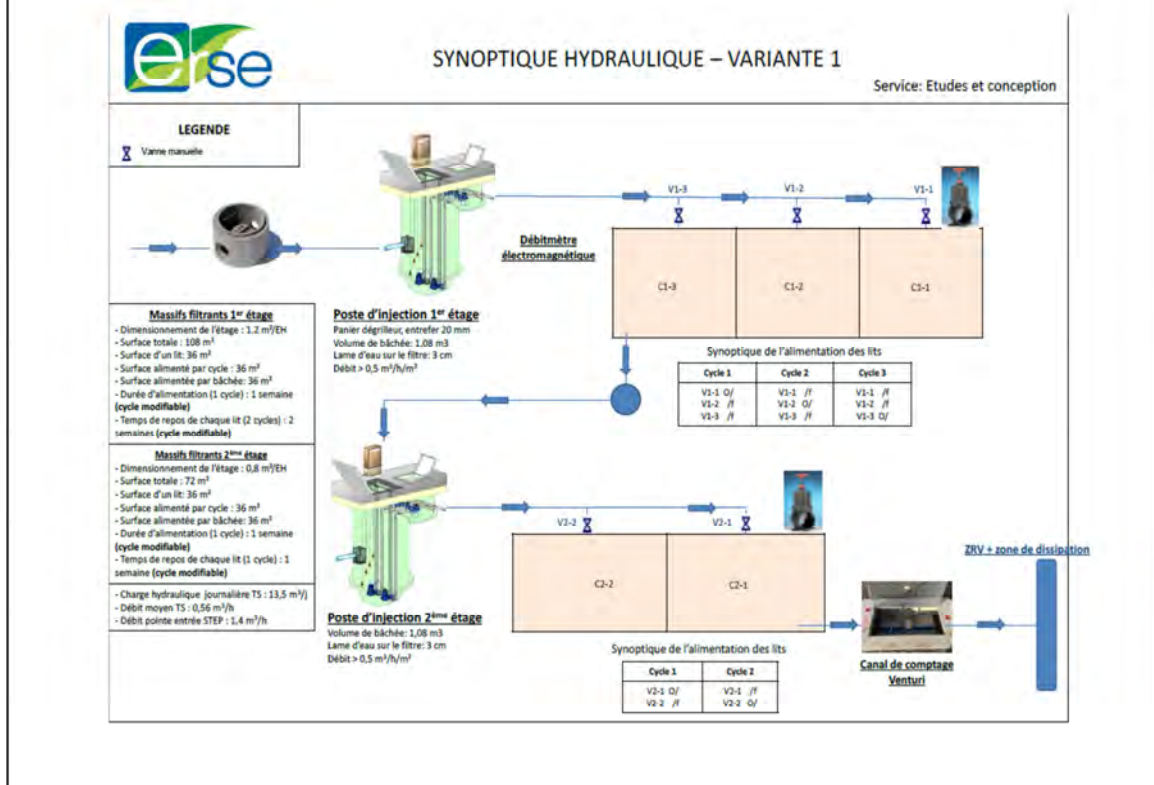 erse
SYNOPTIQUE HYDRAULIQUE – VARIANTE 1
Service: Etudes et conception
LEGENDE
Vanne manuelle
V1-3
V1-2
V1-1
Débitmètre
électromagnétique
C1-3
C1-2
C1-1
Massifs filtrants 1er étage
- Dimensionnement de l'étage : 1.2 m²/EH
- Surface totale : 108 m²
- Surface d'un lit: 36 m²
- Surface alimenté par cycle : 36 m²
- Surface alimentée par bâchée: 36 m²
- Durée d'alimentation (1 cycle) : 1 semaine
(cycle modifiable)
- Temps de repos de chaque lit (2 cycles) : 2
semaines (cycle modifiable)
Poste d'injection 1er étage
Panier dégrilleur, entrefer 20 mm
Volume de bâchée: 1,08 m3
Lame d'eau sur le filtre: 3 cm
Débit > 0,5 m³/h/m²
Synoptique de l'alimentation des lits
Cycle 1 Cycle 2 Cycle 3
V1-1 O/ V1-1 /f V1-1 /f
V1-2 /f V1-2 O/ V1-2 /f
V1-3 /f V1-3 /f V1-3 O/
Massifs filtrants 2ème étage
- Dimensionnement de l'étage : 0,8 m²/EH
- Surface totale : 72 m²
- Surface d'un lit: 36 m²
- Surface alimenté par cycle : 36 m²
- Surface alimentée par bâchée: 36 m²
- Durée d'alimentation (1 cycle) : 1 semaine
(cycle modifiable)
- Temps de repos de chaque lit (1 cycle) : 1
semaine (cycle modifiable)
- Charge hydraulique journalière TS : 13,5 m³/j
- Débit moyen TS : 0,56 m³/h
- Débit pointe entrée STEP : 1,4 m³/h
V2-2
V2-1
C2-2
C2-1
ZRV + zone de dissipation
Poste d'injection 2ème étage
Volume de bâchée: 1,08 m3
Lame d'eau sur le filtre: 3 cm
Débit > 0,5 m³/h/m²
Canal de comptage
Venturi
Synoptique de l'alimentation des lits
Cycle 1 Cycle 2
V2-1 O/ V2-1 /f
V2-2 /f V2-2 O/